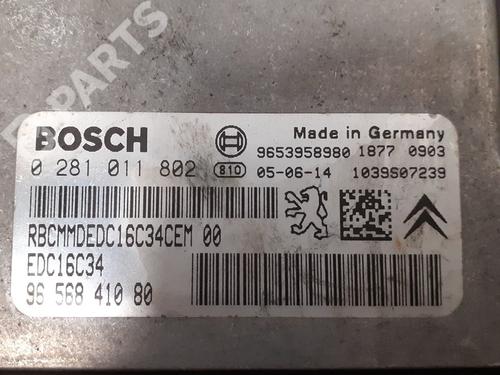 PARTS
BOSCH
Made in Germany
9653958980 1877 0903
0 281 011 802 810 05-06-14 1039S07239
RBCMMDEDC16C34CEM 00
EDC16C34
96 568 410 80